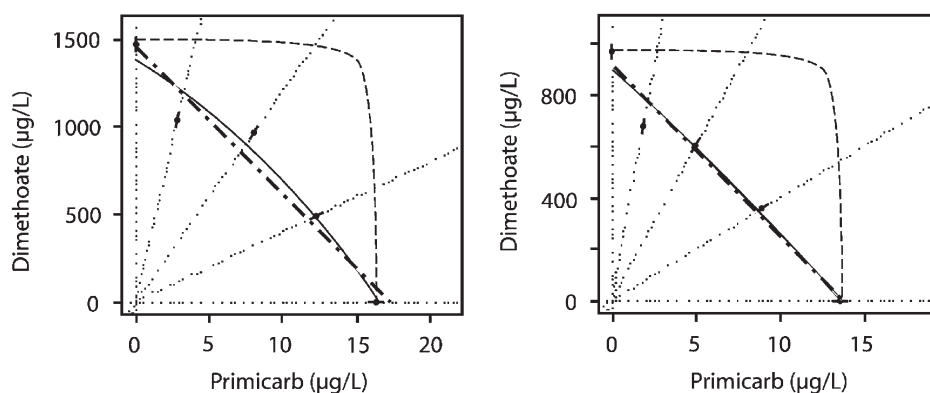 1500
1000
500
0
Dimethoate (µg/L)
0 5 10 15 20
Primicarb (µg/L)
800
400
0
Dimethoate (µg/L)
0 5 10 15
Primicarb (µg/L)